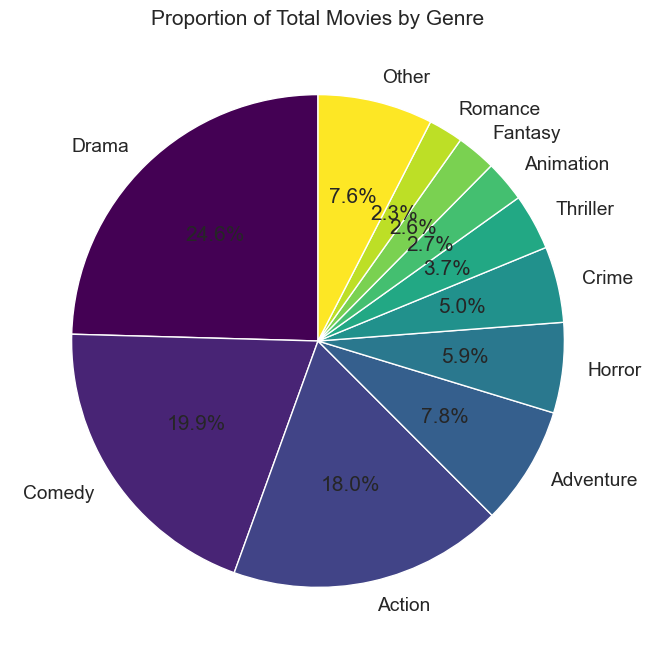 Proportion of Total Movies by Genre
Other
Romance
Fantasy
Animation
Thriller
Crime
Horror
Adventure
Action
Comedy
Drama
7.6%
2.3%
2.6%
2.7%
3.7%
5.0%
5.9%
7.8%
18.0%
19.9%
24.6%